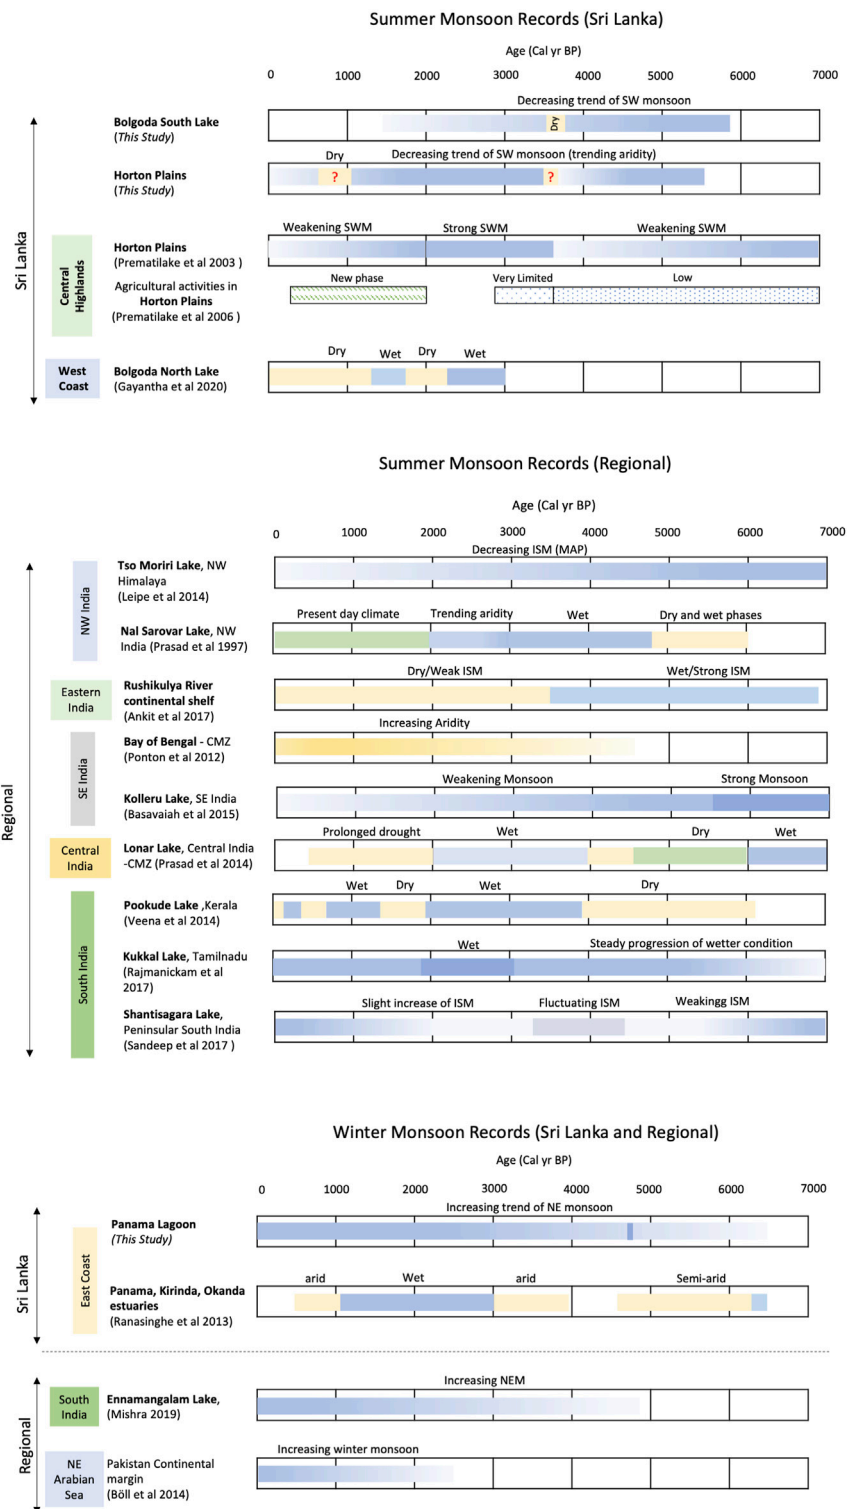 Summer Monsoon Records (Sri Lanka)
Age (Cal yr BP)
0 1000 2000 3000 4000 5000 6000 7000
Sri Lanka
Decreasing trend of SW monsoon
Bolgoda South Lake
(This Study)
Dry
Dry
Decreasing trend of SW monsoon (trending aridity)
Horton Plains
(This Study)
? ?
Central
Highlands
Weakening SWM Strong SWM Weakening SWM
Horton Plains
(Prematilake et al 2003)
Agricultural activities in
Horton Plains
(Prematilake et al 2006 )
New phase Very Limited Low
West
Coast
Dry Wet Dry Wet
Bolgoda North Lake
(Gayantha et al 2020)
Summer Monsoon Records (Regional)
Age (Cal yr BP)
0 1000 2000 3000 4000 5000 6000 7000
Regional
NW India
Decreasing ISM (MAP)
Tso Moriri Lake, NW
Himalaya
(Leipe et al 2014)
Present day climate Trending aridity Wet Dry and wet phases
Nal Sarovar Lake, NW
India (Prasad et al 1997)
Eastern
India
Dry/Weak ISM Wet/Strong ISM
Rushikulya River
continental shelf
(Ankit et al 2017)
SE India
Increasing Aridity
Bay of Bengal - CMZ
(Ponton et al 2012)
Weakening Monsoon Strong Monsoon
Kolleru Lake, SE India
(Basavaiah et al 2015)
Central
India
Prolonged drought Wet Dry Wet
Lonar Lake, Central India
-CMZ (Prasad et al 2014)
South India
Wet Dry Wet Dry
Pookude Lake ,Kerala
(Veena et al 2014)
Wet Steady progression of wetter condition
Kukkal Lake, Tamilnadu
(Rajmanickam et al
2017)
Slight increase of ISM Fluctuating ISM Weakingg ISM
Shantisagara Lake,
Peninsular South India
(Sandeep et al 2017 )
Winter Monsoon Records (Sri Lanka and Regional)
Age (Cal yr BP)
0 1000 2000 3000 4000 5000 6000 7000
Sri Lanka
East Coast
Increasing trend of NE monsoon
Panama Lagoon
(This Study)
arid Wet arid Semi-arid
Panama, Kirinda, Okanda
estuaries
(Ranasinghe et al 2013)
Regional
South
India
Increasing NEM
Ennamangalam Lake,
(Mishra 2019)
NE
Arabian
Sea
Increasing winter monsoon
Pakistan Continental
margin
(Böll et al 2014)